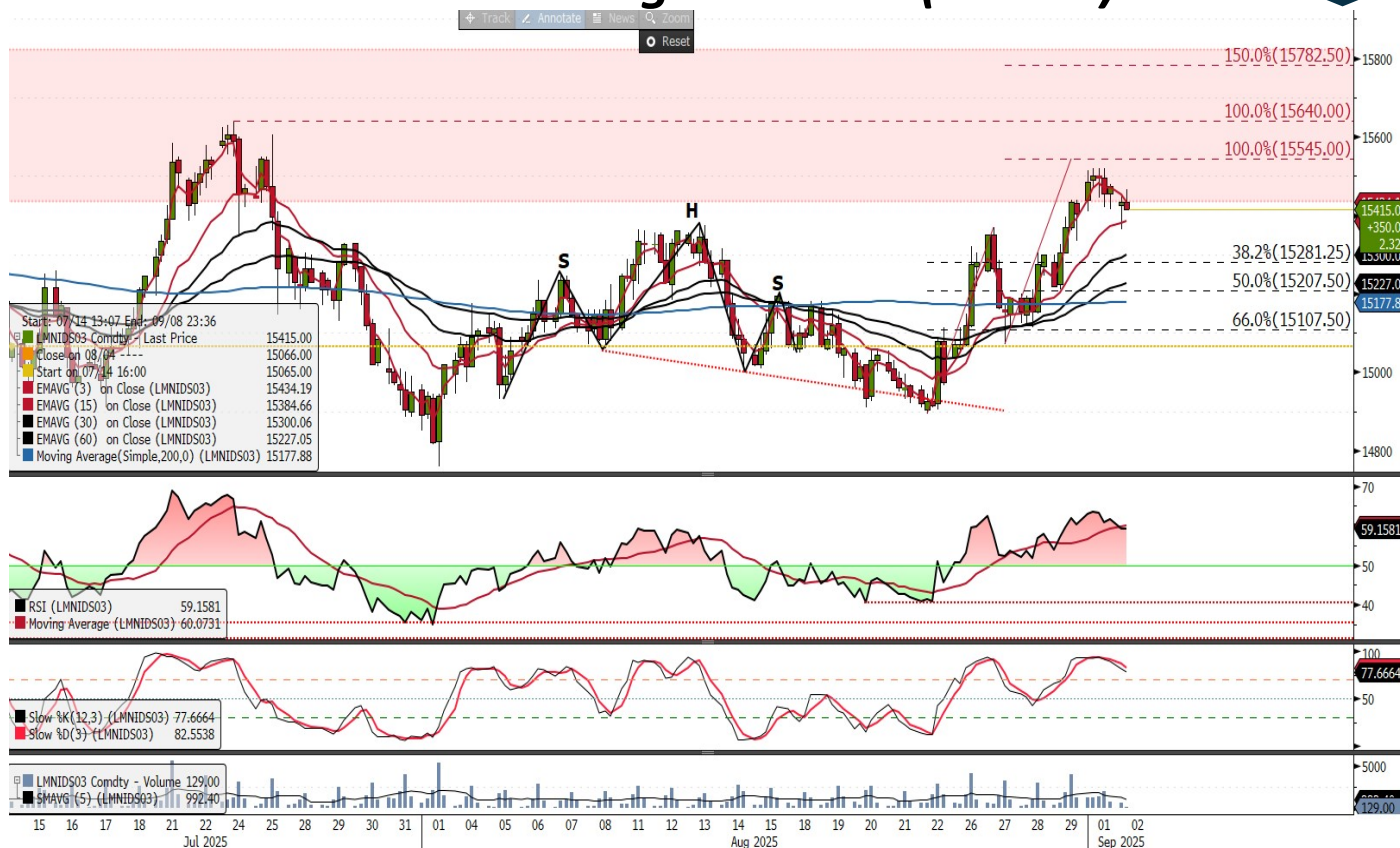 Track Annotate News Zoom
Reset
150.0%(15782.50)
15800
100.0%(15640.00)
15600
100.0%(15545.00)
15415.0
+350.0
2.32
38.2%(15281.25)
15300.0
50.0%(15207.50)
15227.0
15177.8
66.0%(15107.50)
15000
14800
H
S
S
Start: 07/14 13:07 End: 09/08 23:36
LMNIDS03 Comdty - Last Price 15415.00
Close on 08/04 ---- 15066.00
Start on 07/14 16:00 15065.00
EMAVG (3) on Close (LMNIDS03) 15434.19
EMAVG (15) on Close (LMNIDS03) 15384.66
EMAVG (30) on Close (LMNIDS03) 15300.06
EMAVG (60) on Close (LMNIDS03) 15227.05
Moving Average(Simple,200,0) (LMNIDS03) 15177.88
70
59.1581
50
40
RSI (LMNIDS03) 59.1581
Moving Average (LMNIDS03) 60.0731
100
77.6664
50
Slow %K(12,3) (LMNIDS03) 77.6664
Slow %D(3) (LMNIDS03) 82.5538
5000
129.00
LMNIDS03 Comdty - Volume 129.00
SMAVG (5) (LMNIDS03) 992.40
15 16 17 18 21 22 24 25 28 29 30 31 01 04 05 06 07 08 11 12 13 14 15 18 19 20 21 22 26 27 28 29 01 02
Jul 2025 Aug 2025 Sep 2025